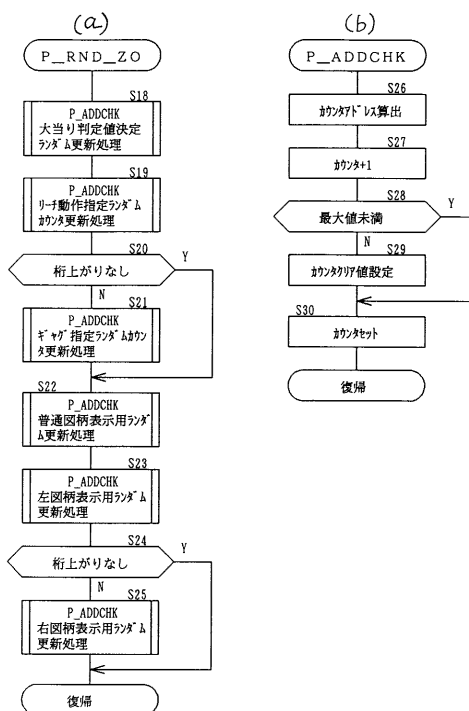 (a)
P_RND_ZO
S18
P_ADDCHK
大当り判定値決定
ランダム更新処理
S19
P_ADDCHK
リーチ動作指定ランダム
カウンタ更新処理
S20
桁上がりなし
Y
N
S21
P_ADDCHK
ギャグ指定ランダムカウン
タ更新処理
S22
P_ADDCHK
普通図柄表示用ランダ
ム更新処理
S23
P_ADDCHK
左図柄表示用ランダム
更新処理
S24
桁上がりなし
Y
N
S25
P_ADDCHK
右図柄表示用ランダム
更新処理
復帰
(b)
P_ADDCHK
S26
カウンタアドレス算出
S27
カウンタ+1
S28
最大値未満
Y
N
S29
カウンタクリア値設定
S30
カウンタセット
復帰